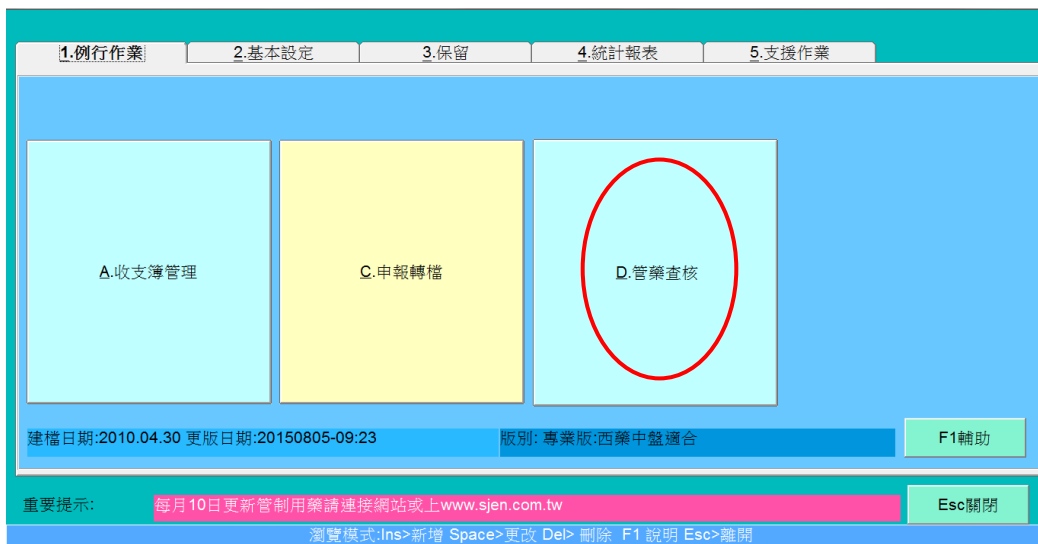 1.例行作業
2.基本設定
3.保留
4.統計報表
5.支援作業
A.收支簿管理
C.申報轉檔
D.管藥查核
建檔日期:2010.04.30 更版日期:20150805-09:23
版別: 專業版:西藥中盤適合
F1輔助
重要提示:
每月10日更新管制用藥請連接網站或上www.sjen.com.tw
Esc關閉
瀏覽模式:Ins>新增 Space>更改 Del> 刪除 F1 說明 Esc>離開